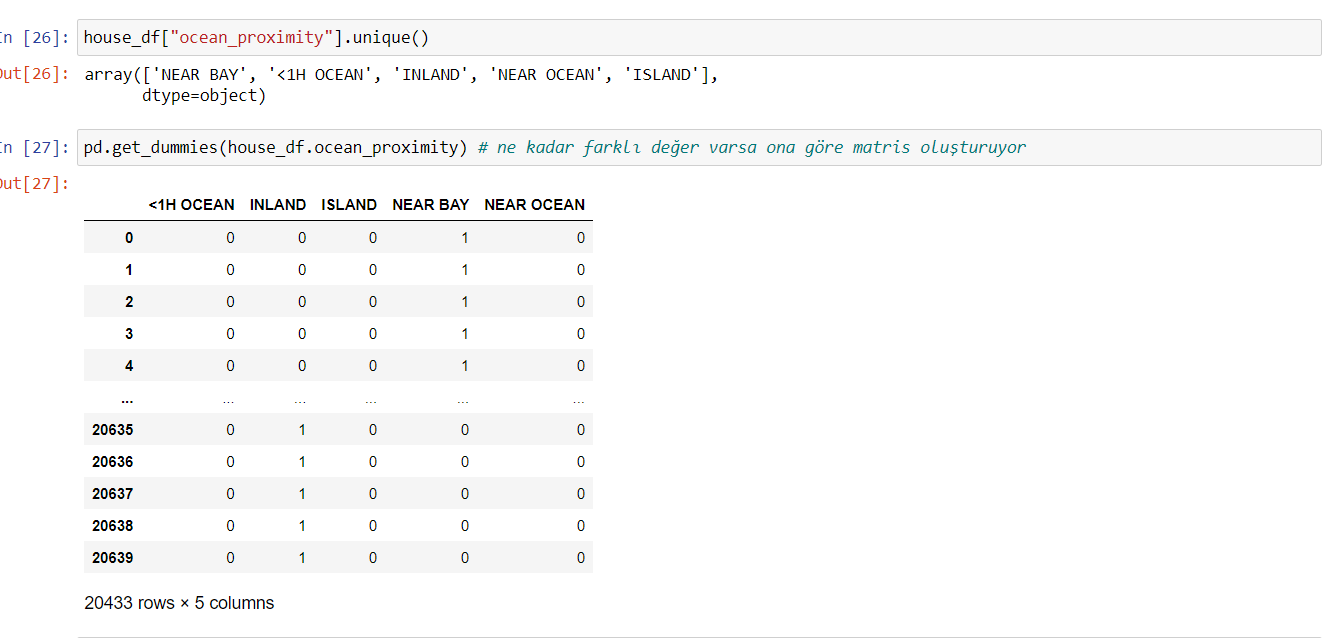 In [26]: house_df["ocean_proximity"].unique()
Out[26]: array(['NEAR BAY', '<1H OCEAN', 'INLAND', 'NEAR OCEAN', 'ISLAND'],
dtype=object)
In [27]: pd.get_dummies(house_df.ocean_proximity) # ne kadar farklı değer varsa ona göre matris oluşturuyor
Out[27]:
<1H OCEAN INLAND ISLAND NEAR BAY NEAR OCEAN
0 0 0 0 1 0
1 0 0 0 1 0
2 0 0 0 1 0
3 0 0 0 1 0
4 0 0 0 1 0
... ... ... ... ... ...
20635 0 1 0 0 0
20636 0 1 0 0 0
20637 0 1 0 0 0
20638 0 1 0 0 0
20639 0 1 0 0 0
20433 rows × 5 columns